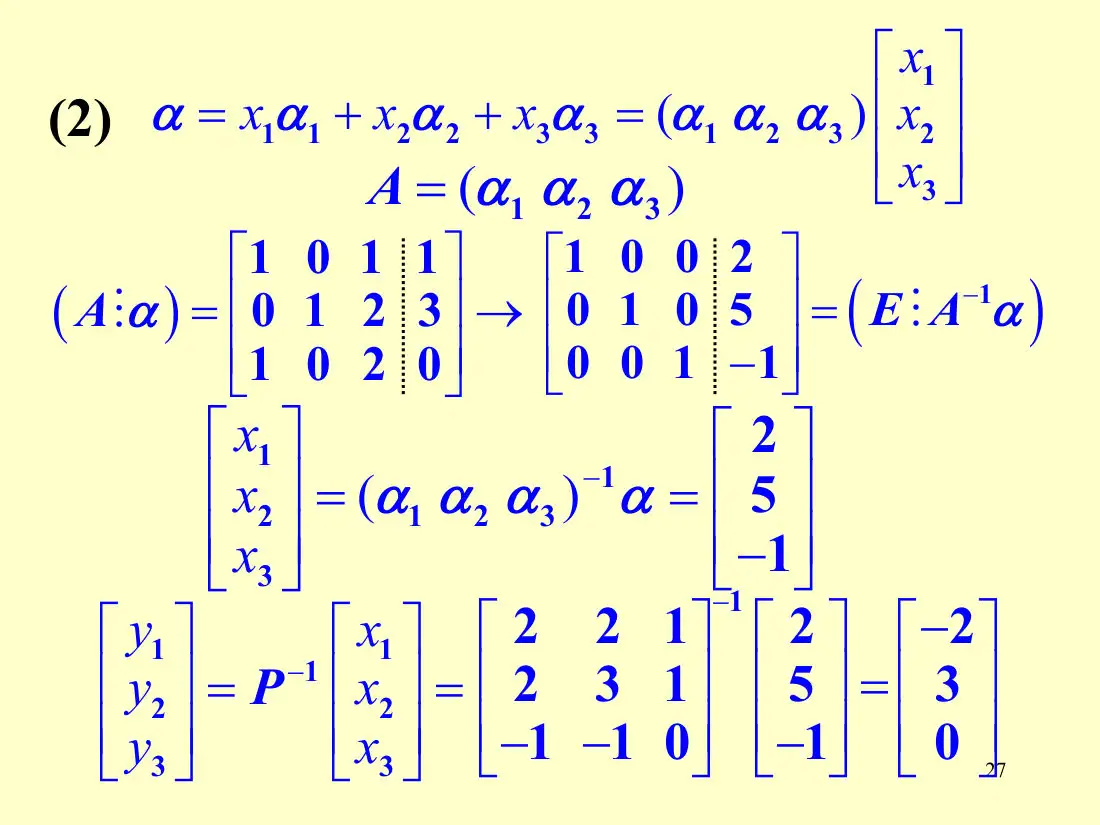 (2) α = x₁α₁ + x₂α₂ + x₃α₃ = (α₁ α₂ α₃) [x₁; x₂; x₃]
A = (α₁ α₂ α₃)
(A⋮α) = [1 0 1 ⋮ 1; 0 1 2 ⋮ 3; 1 0 2 ⋮ 0] → [1 0 0 ⋮ 2; 0 1 0 ⋮ 5; 0 0 1 ⋮ −1] = (E⋮A⁻¹α)
[x₁; x₂; x₃] = (α₁ α₂ α₃)⁻¹α = [2; 5; −1]
[y₁; y₂; y₃] = P⁻¹ [x₁; x₂; x₃] = [2 2 1; 2 3 1; −1 −1 0]⁻¹ [2; 5; −1] = [−2; 3; 0]
27